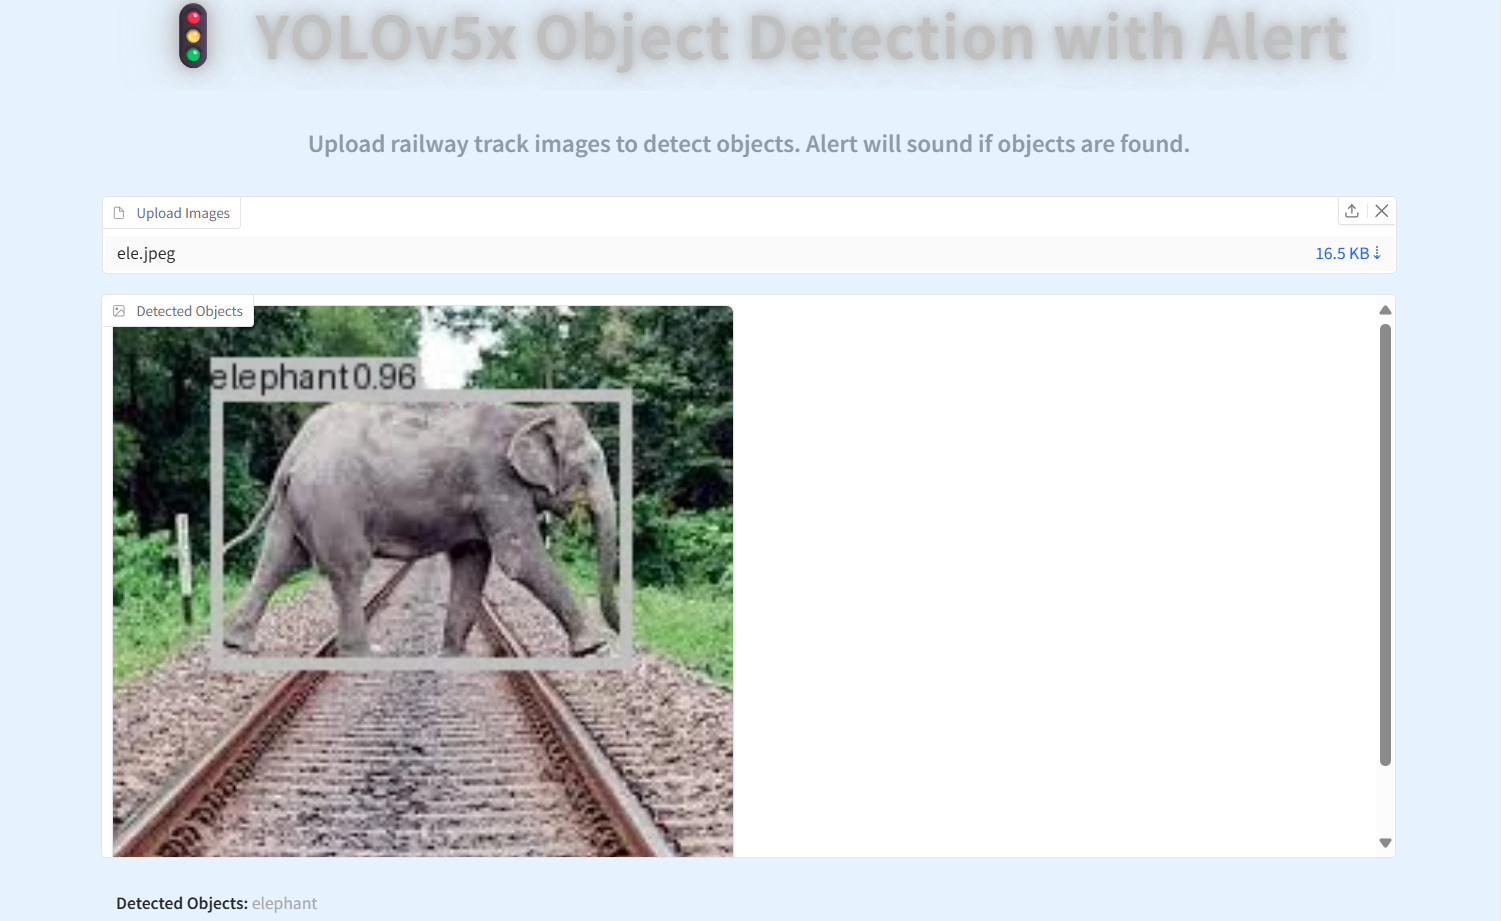 YOLOv5x Object Detection with Alert
Upload railway track images to detect objects. Alert will sound if objects are found.
Upload Images
ele.jpeg
16.5 KB
Detected Objects
elephant 0.96
Detected Objects: elephant